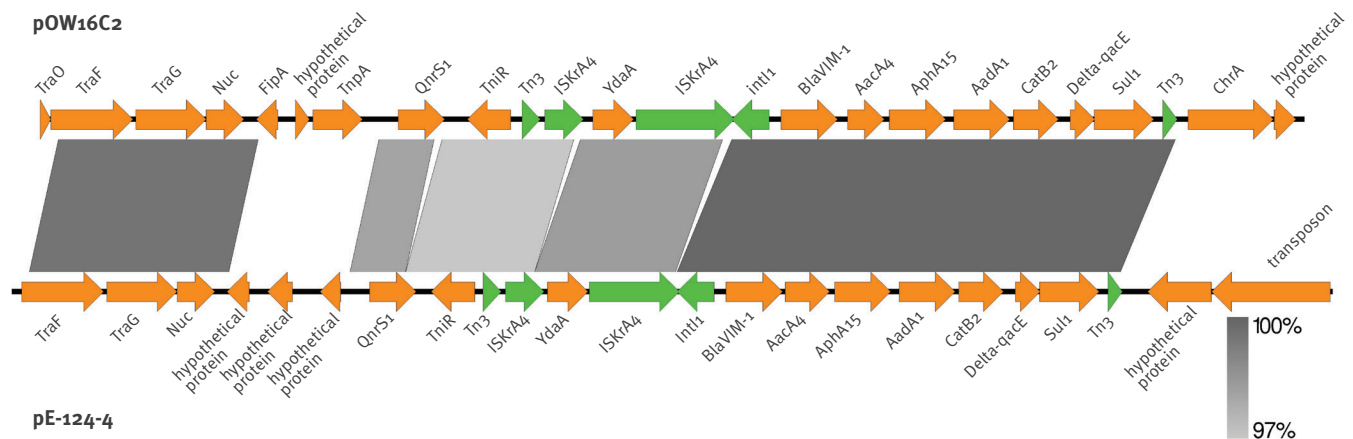 pOW16C2
TraO
TraF
TraG
Nuc
FipA
hypothetical
protein
TnpA
QnrS1
TniR
Tn3
ISKrA4
YdaA
ISKrA4
intI1
BlaVIM-1
AacA4
AphA15
AadA1
CatB2
Delta-qacE
Sul1
Tn3
ChrA
hypothetical
protein
TraF
TraG
Nuc
hypothetical
protein
hypothetical
protein
hypothetical
protein
QnrS1
TniR
Tn3
ISKrA4
YdaA
ISKrA4
IntI1
BlaVIM-1
AacA4
AphA15
AadA1
CatB2
Delta-qacE
Sul1
Tn3
hypothetical
protein
transposon
100%
97%
pE-124-4